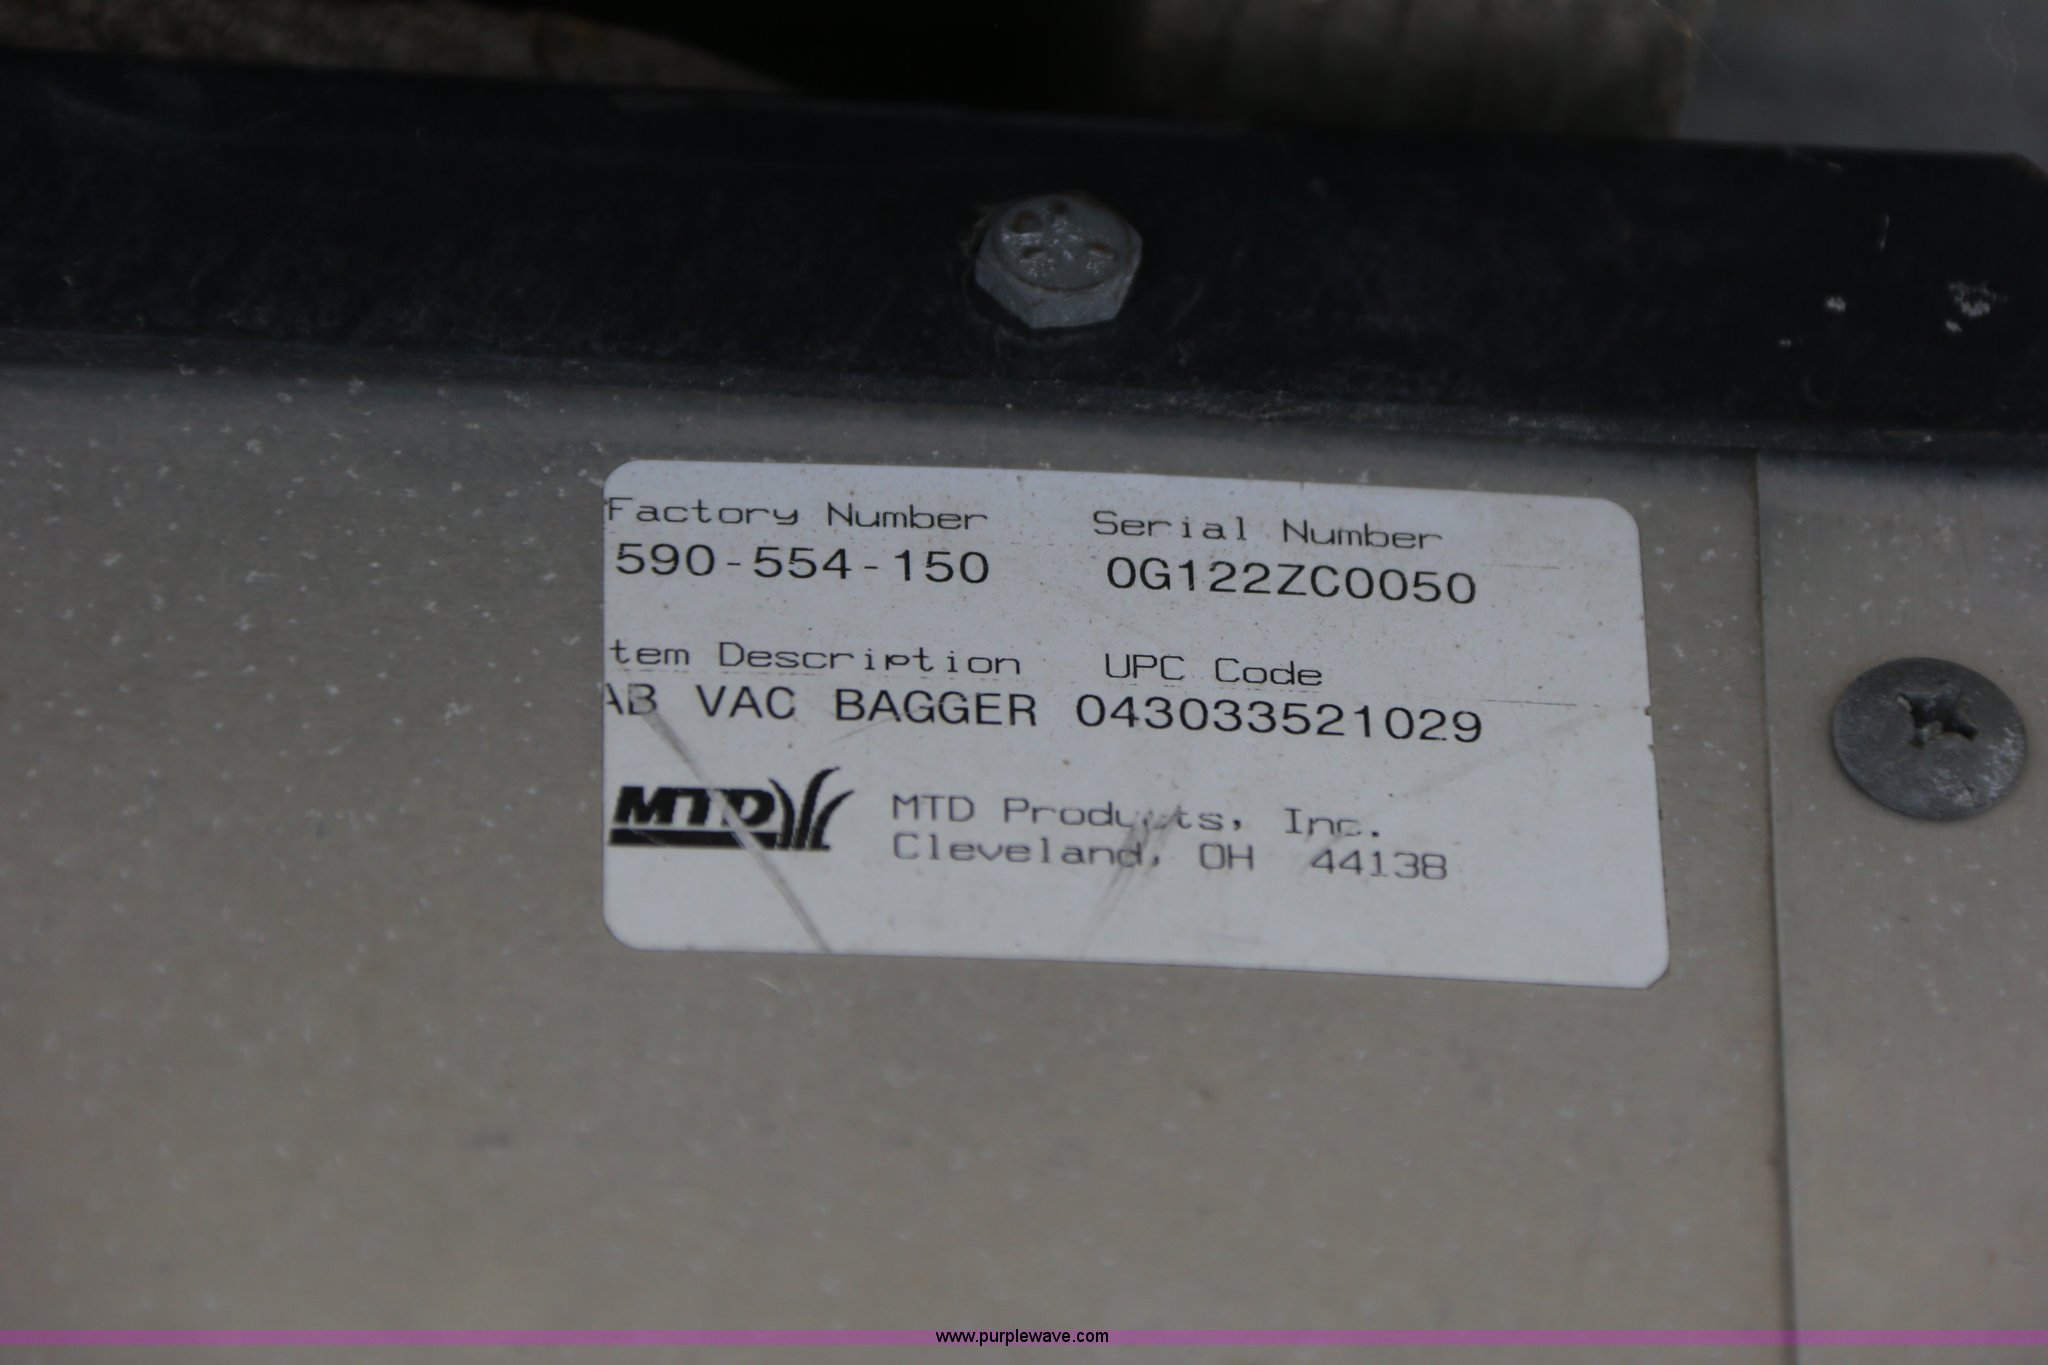 Factory Number Serial Number
590-554-150 0G122ZC0050
tem Description UPC Code
AB VAC BAGGER 043033521029
MTD
MTD Products, Inc.
Cleveland, OH 44138
www.purplewave.com